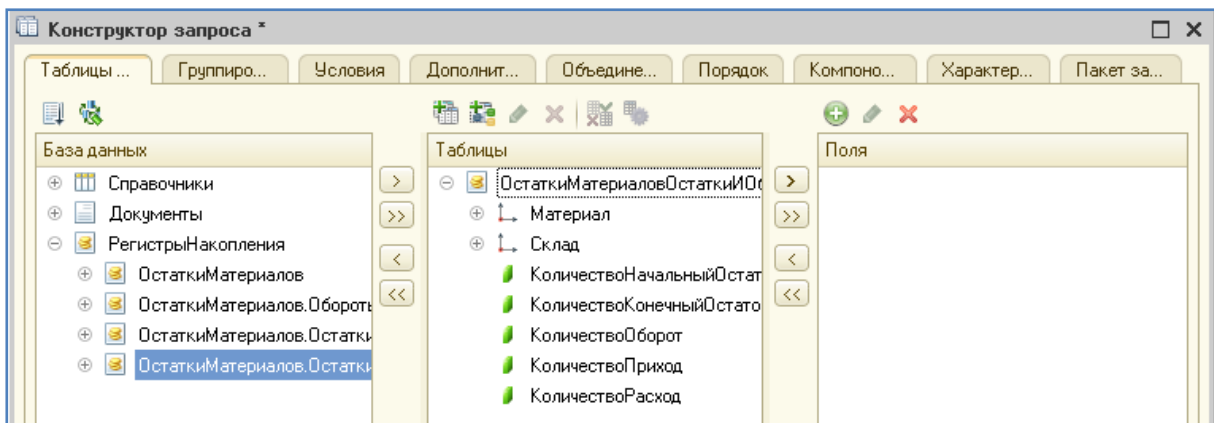 Конструктор запроса *
Таблицы ... Группиро... Условия Дополнит... Объедине... Порядок Компоно... Характер... Пакет за...
База данных
Справочники
Документы
РегистрыНакопления
ОстаткиМатериалов
ОстаткиМатериалов.Обороты
ОстаткиМатериалов.Остатки
ОстаткиМатериалов.Остатки
Таблицы
ОстаткиМатериаловОстаткиИОб
Материал
Склад
КоличествоНачальныйОстат
КоличествоКонечныйОстато
КоличествоОборот
КоличествоПриход
КоличествоРасход
Поля